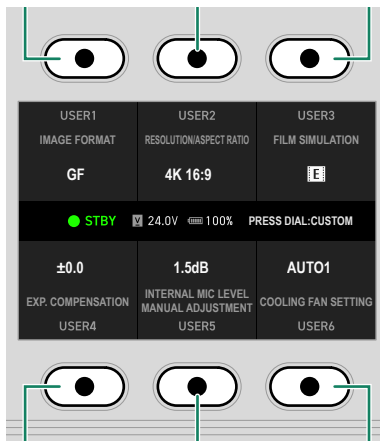 USER1 USER2 USER3
IMAGE FORMAT RESOLUTION/ASPECT RATIO FILM SIMULATION
GF 4K 16:9 E
STBY V 24.0V 100% PRESS DIAL:CUSTOM
±0.0 1.5dB AUTO1
EXP. COMPENSATION INTERNAL MIC LEVEL COOLING FAN SETTING
MANUAL ADJUSTMENT
USER4 USER5 USER6